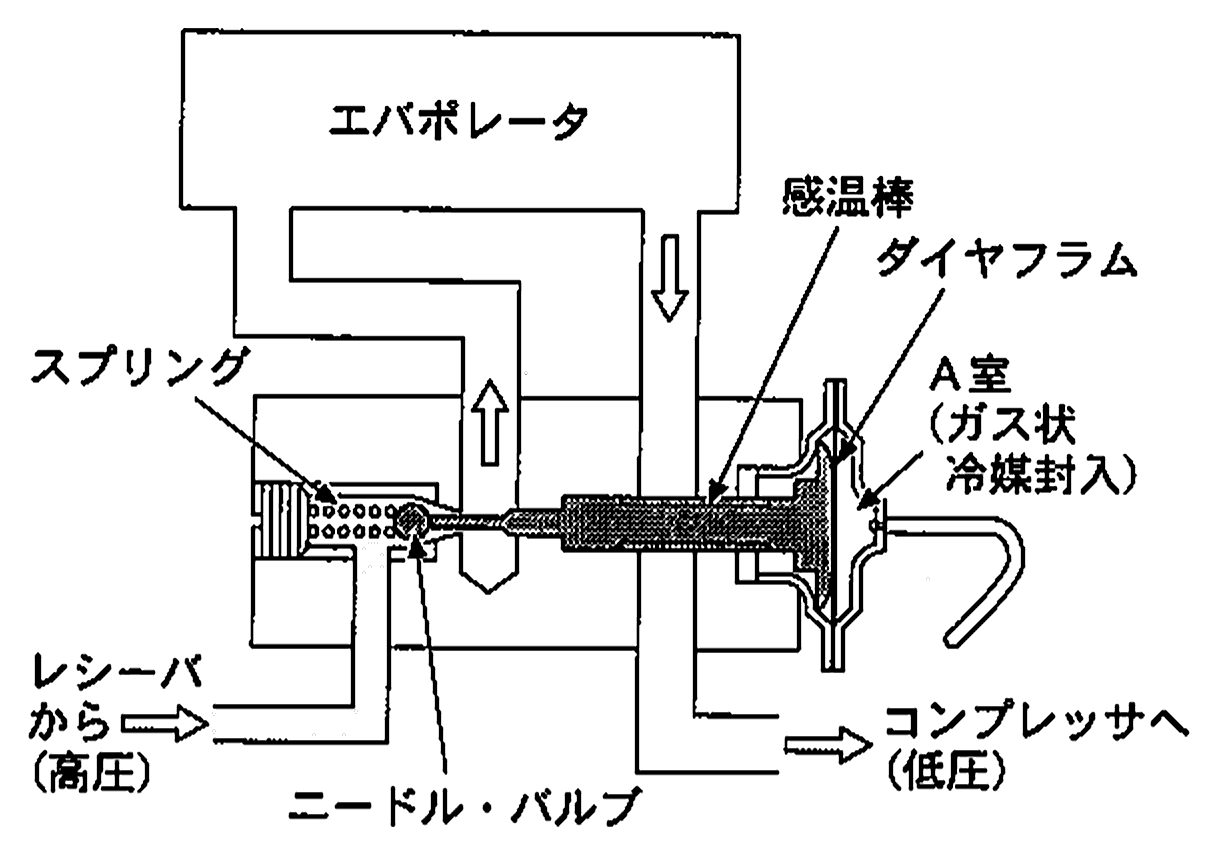 エバポレータ
感温棒
ダイヤフラム
スプリング
A室
(ガス状
冷媒封入)
レシーバ
から
(高圧)
コンプレッサへ
(低圧)
ニードル・バルブ